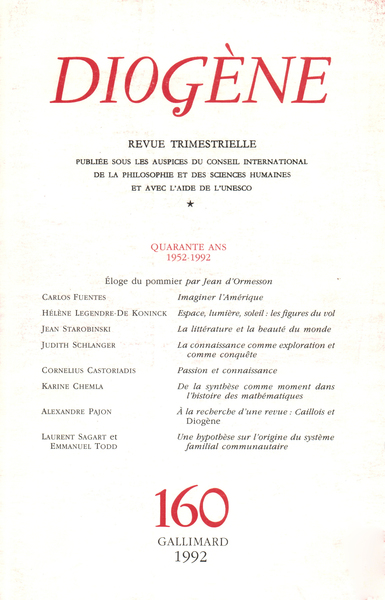 DIOGÈNE
REVUE TRIMESTRIELLE
PUBLIÉE SOUS LES AUSPICES DU CONSEIL INTERNATIONAL
DE LA PHILOSOPHIE ET DES SCIENCES HUMAINES
ET AVEC L'AIDE DE L'UNESCO
★
QUARANTE ANS
1952-1992
Éloge du pommier par Jean d'Ormesson
CARLOS FUENTES Imaginer l'Amérique
HÉLÈNE LEGENDRE-DE KONINCK Espace, lumière, soleil : les figures du vol
JEAN STAROBINSKI La littérature et la beauté du monde
JUDITH SCHLANGER La connaissance comme exploration et
comme conquête
CORNELIUS CASTORIADIS Passion et connaissance
KARINE CHEMLA De la synthèse comme moment dans
l'histoire des mathématiques
ALEXANDRE PAJON À la recherche d'une revue : Caillois et
Diogène
LAURENT SAGART et Une hypothèse sur l'origine du système
EMMANUEL TODD familial communautaire
160
GALLIMARD
1992